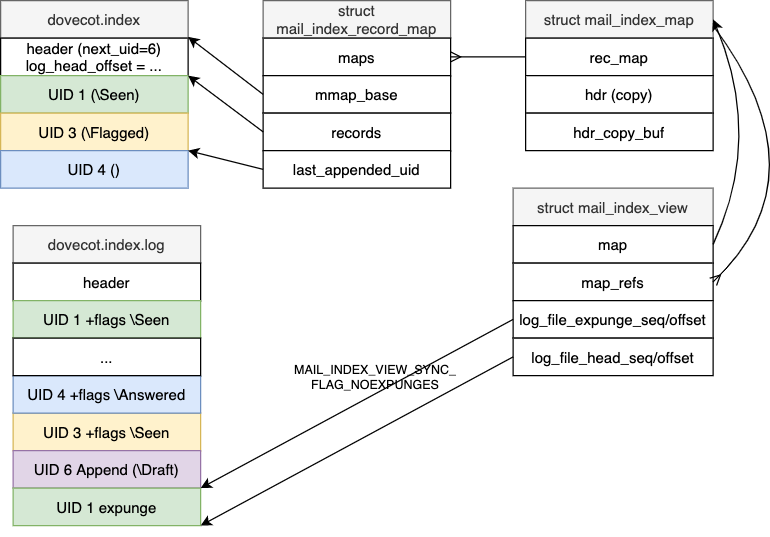 dovecot.index
header (next_uid=6)
log_head_offset = ...
UID 1 (\Seen)
UID 3 (\Flagged)
UID 4 ()
struct
mail_index_record_map
maps
mmap_base
records
last_appended_uid
struct mail_index_map
rec_map
hdr (copy)
hdr_copy_buf
struct mail_index_view
map
map_refs
log_file_expunge_seq/offset
log_file_head_seq/offset
dovecot.index.log
header
UID 1 +flags \Seen
...
UID 4 +flags \Answered
UID 3 +flags \Seen
UID 6 Append (\Draft)
UID 1 expunge
MAIL_INDEX_VIEW_SYNC_
FLAG_NOEXPUNGES